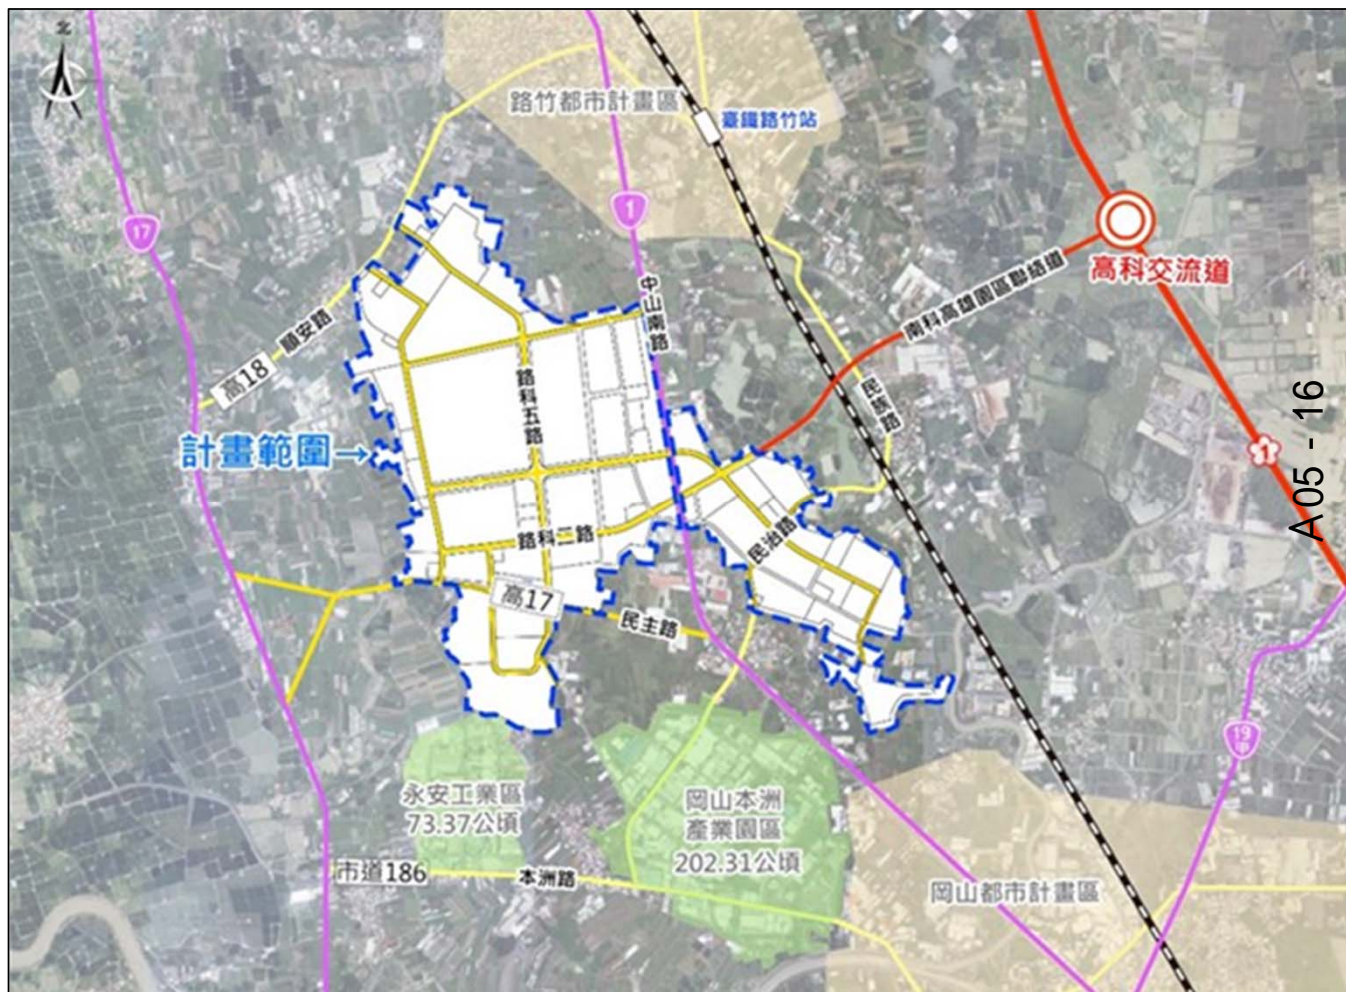 北
路竹都市計畫區
臺鐵路竹站
17
1
高科交流道
中山南路
南科高雄園區聯絡道
順安路
高18
路科五路
民族路
計畫範圍→
1
A05 - 16
路科二路
民治路
高17
民主路
19甲
永安工業區
73.37公頃
岡山本洲
產業園區
202.31公頃
市道186
本洲路
岡山都市計畫區